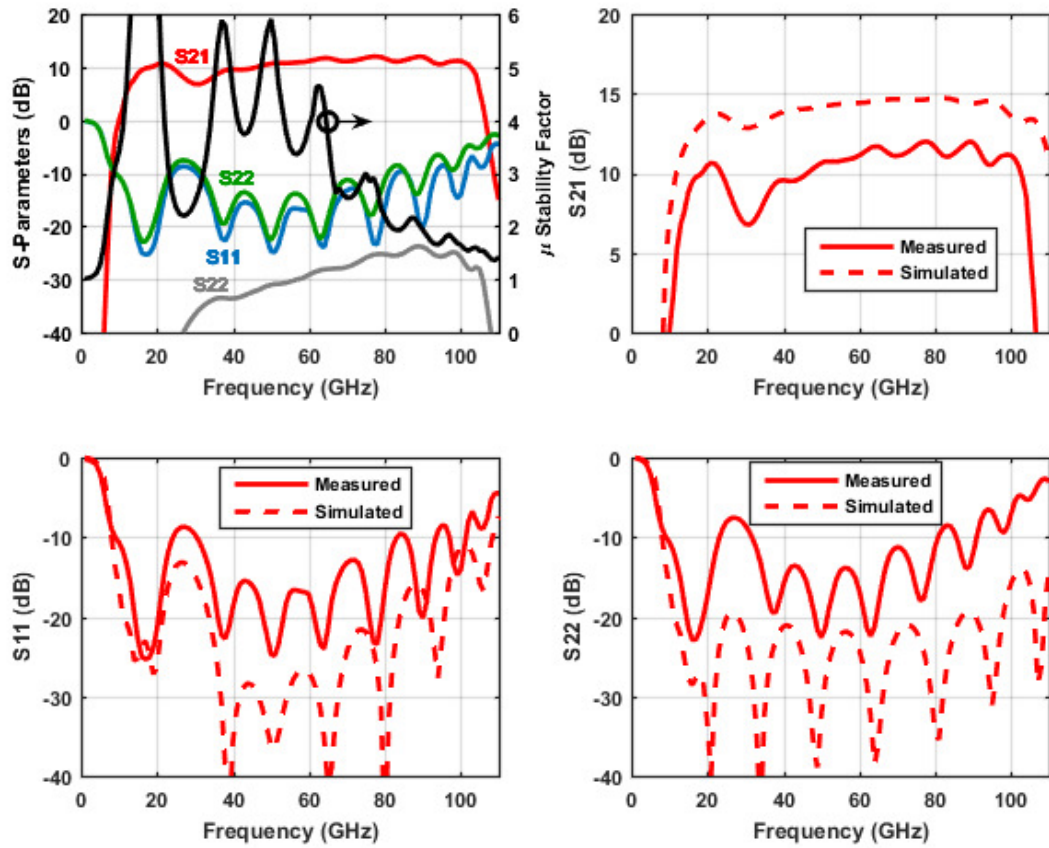 20
10
0
-10
-20
-30
-40
6
5
4
3
2
1
0
S-Parameters (dB)
μ Stability Factor
S21
S22
S11
S22
0 20 40 60 80 100
Frequency (GHz)
20
15
10
5
0
S21 (dB)
Measured
Simulated
0 20 40 60 80 100
Frequency (GHz)
0
-10
-20
-30
-40
S11 (dB)
Measured
Simulated
0 20 40 60 80 100
Frequency (GHz)
0
-10
-20
-30
-40
S22 (dB)
Measured
Simulated
0 20 40 60 80 100
Frequency (GHz)